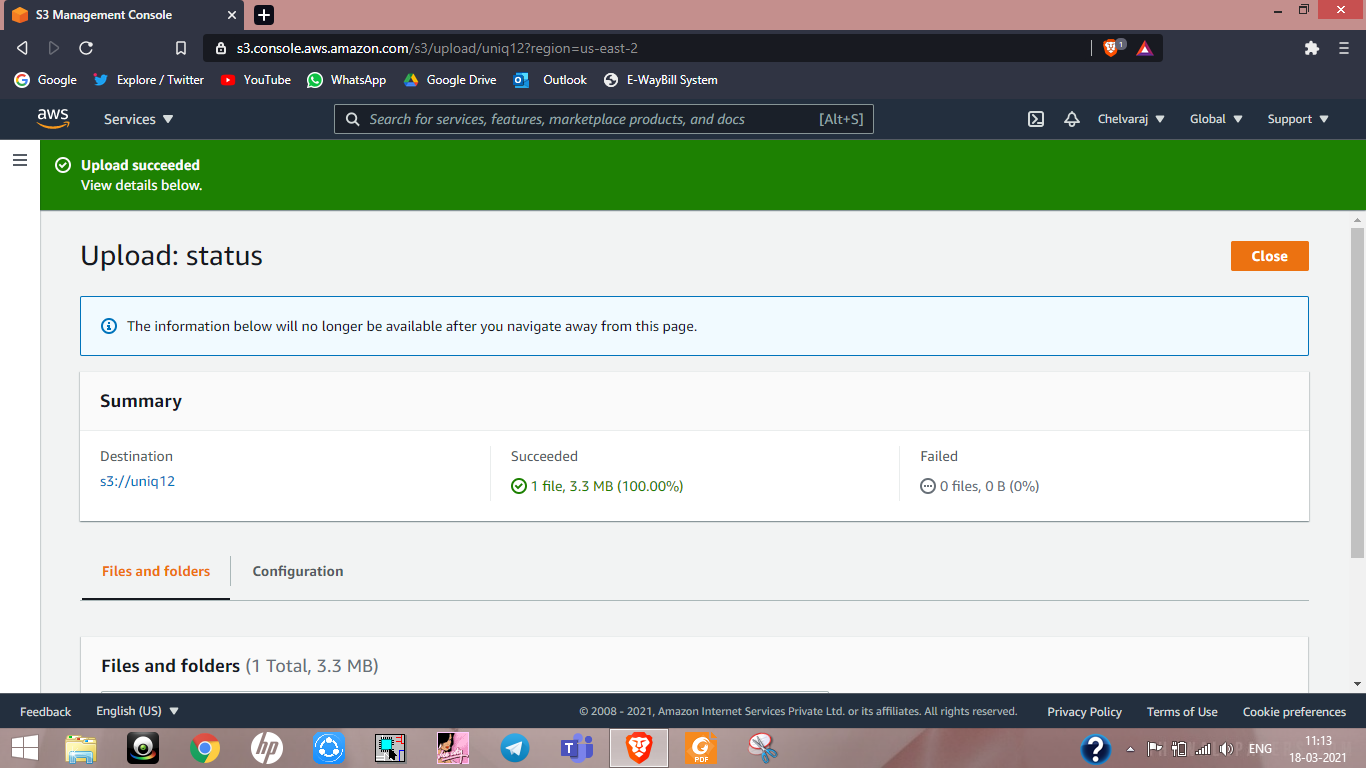 S3 Management Console
s3.console.aws.amazon.com/s3/upload/uniq12?region=us-east-2
1
Google
Explore / Twitter
YouTube
WhatsApp
Google Drive
Outlook
E-WayBill System
aws
Services
Search for services, features, marketplace products, and docs
[Alt+S]
Chelvaraj
Global
Support
Upload succeeded
View details below.
Upload: status
Close
The information below will no longer be available after you navigate away from this page.
Summary
Destination
s3://uniq12
Succeeded
1 file, 3.3 MB (100.00%)
Failed
0 files, 0 B (0%)
Files and folders
Configuration
Files and folders (1 Total, 3.3 MB)
Feedback
English (US)
© 2008 - 2021, Amazon Internet Services Private Ltd. or its affiliates. All rights reserved.
Privacy Policy
Terms of Use
Cookie preferences
hp
PDF
ENG
11:13
18-03-2021